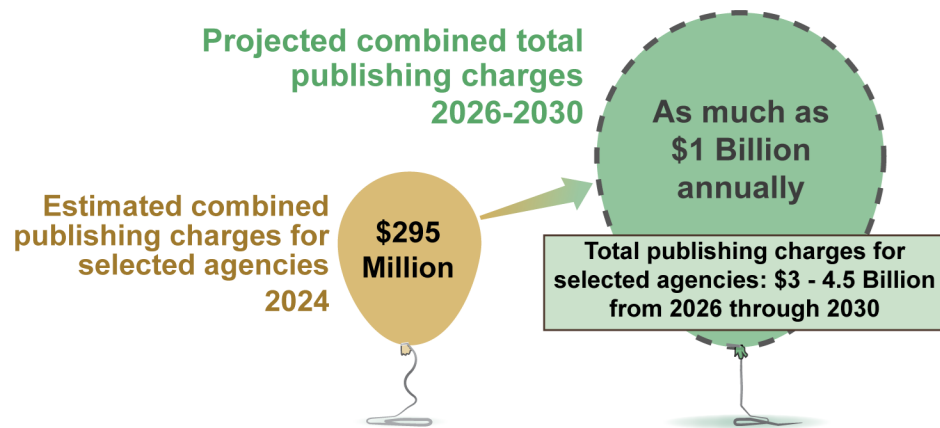 Projected combined total
publishing charges
2026-2030
As much as
$1 Billion
annually
Estimated combined
publishing charges for
selected agencies
2024
$295
Million
Total publishing charges for
selected agencies: $3 - 4.5 Billion
from 2026 through 2030